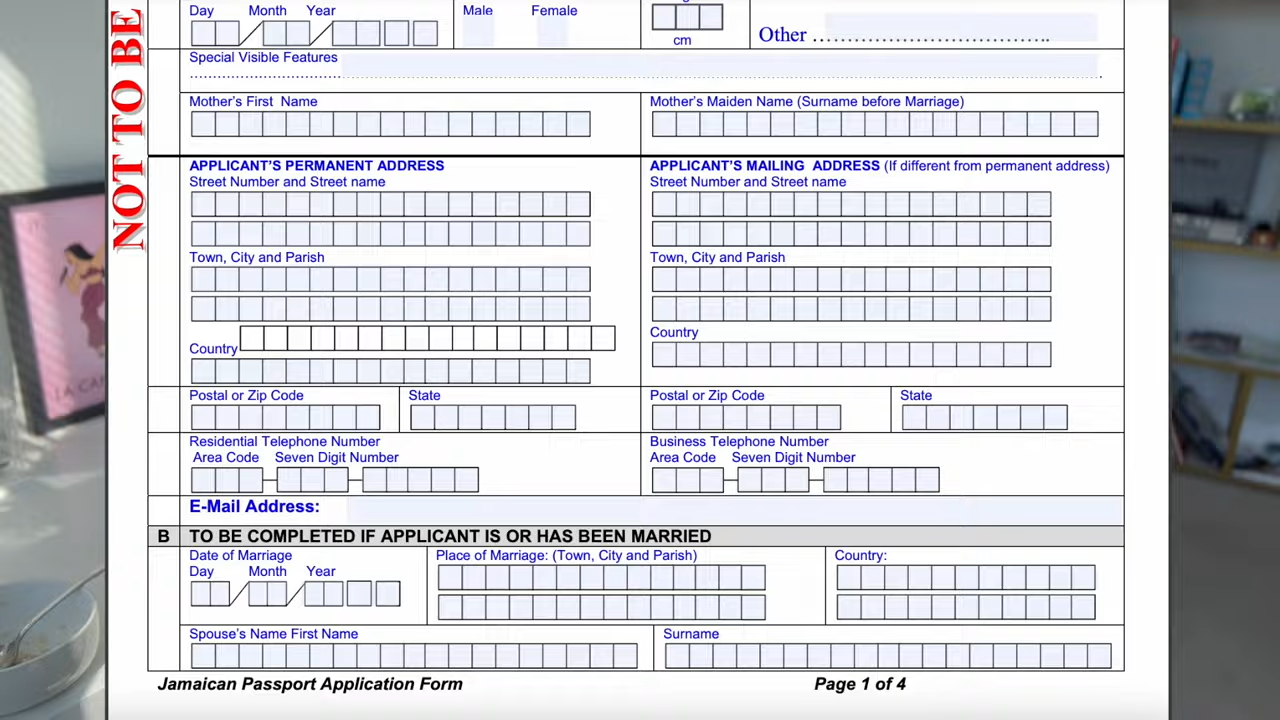 NOT TO BE
Day Month Year
Male Female
cm
Other ........................................
Special Visible Features
Mother's First Name
Mother's Maiden Name (Surname before Marriage)
APPLICANT'S PERMANENT ADDRESS
Street Number and Street name
Town, City and Parish
Country
APPLICANT'S MAILING ADDRESS (If different from permanent address)
Street Number and Street name
Town, City and Parish
Country
Postal or Zip Code
State
Postal or Zip Code
State
Residential Telephone Number
Area Code Seven Digit Number
Business Telephone Number
Area Code Seven Digit Number
E-Mail Address:
B TO BE COMPLETED IF APPLICANT IS OR HAS BEEN MARRIED
Date of Marriage
Day Month Year
Place of Marriage: (Town, City and Parish)
Country:
Spouse's Name First Name
Surname
Jamaican Passport Application Form
Page 1 of 4